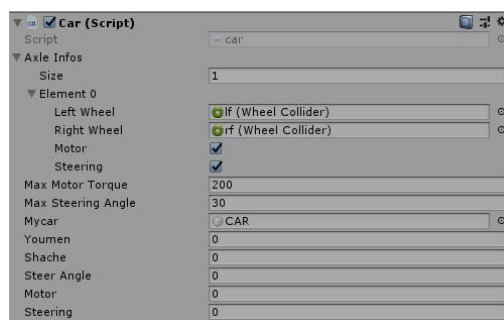 Car (Script)
Script car
Axle Infos
Size 1
Element 0
Left Wheel lf (Wheel Collider)
Right Wheel rf (Wheel Collider)
Motor
Steering
Max Motor Torque 200
Max Steering Angle 30
Mycar CAR
Youmen 0
Shache 0
Steer Angle 0
Motor 0
Steering 0